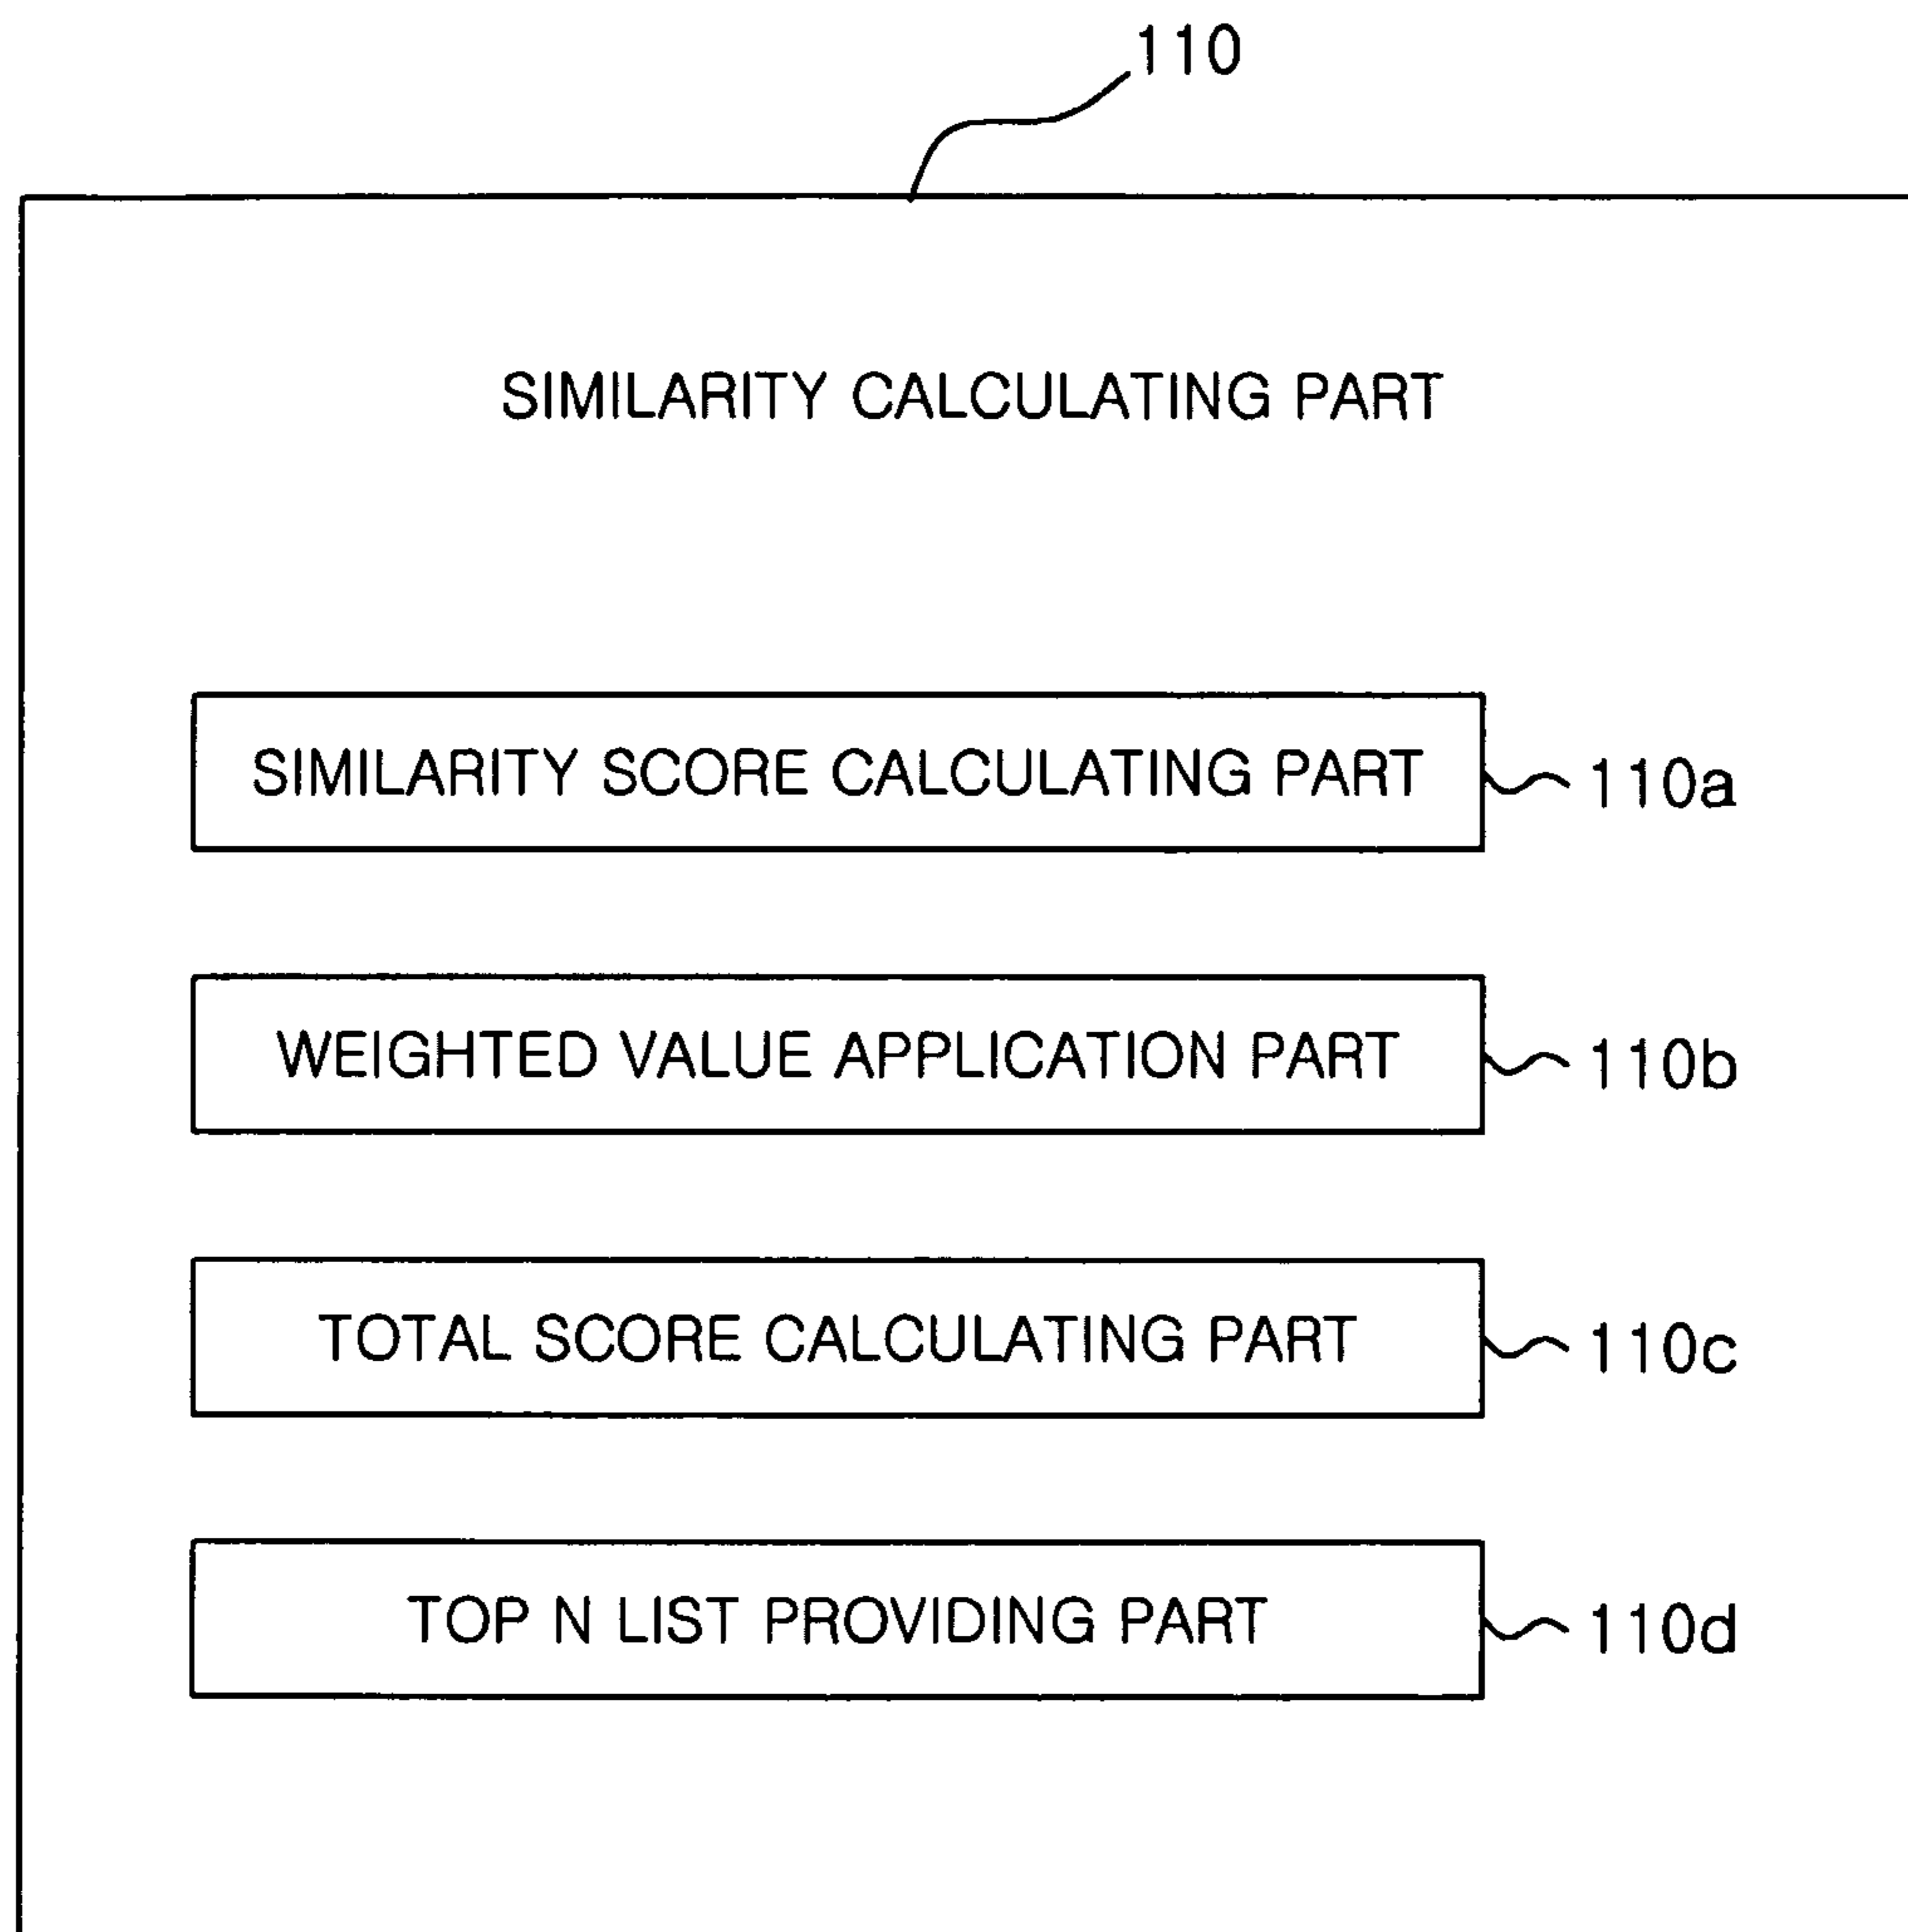 110
SIMILARITY CALCULATING PART
SIMILARITY SCORE CALCULATING PART
110a
WEIGHTED VALUE APPLICATION PART
110b
TOTAL SCORE CALCULATING PART
110c
TOP N LIST PROVIDING PART
110d